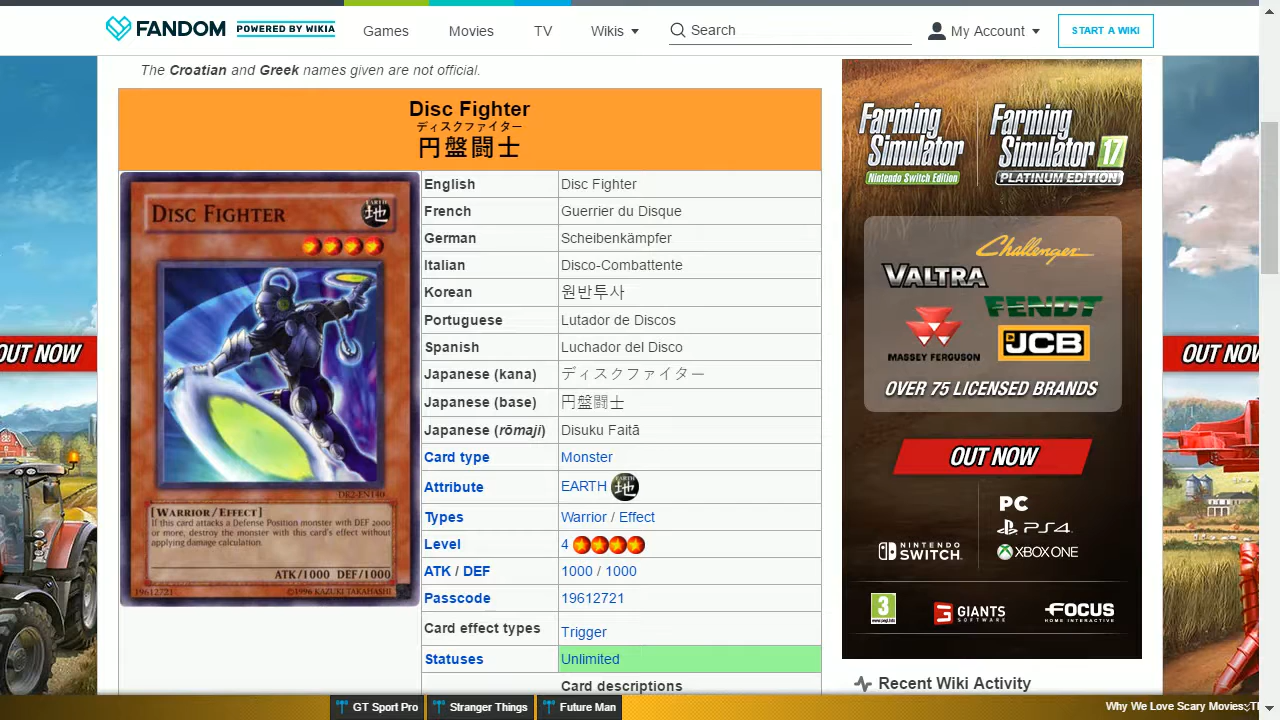 FANDOM POWERED BY WIKIA Games Movies TV Wikis Search My Account START A WIKI
The Croatian and Greek names given are not official.
Disc Fighter
ディスクファイター
円盤闘士
DISC FIGHTER EARTH 地
DR2-EN140
[WARRIOR/EFFECT]
If this card attacks a Defense Position monster with DEF 2000
or more, destroy the monster with this card's effect without
applying damage calculation.
ATK/1000 DEF/1000
19612721 ©1996 KAZUKI TAKAHASHI
English Disc Fighter
French Guerrier du Disque
German Scheibenkämpfer
Italian Disco-Combattente
Korean 원반투사
Portuguese Lutador de Discos
Spanish Luchador del Disco
Japanese (kana) ディスクファイター
Japanese (base) 円盤闘士
Japanese (rōmaji) Disuku Faitā
Card type Monster
Attribute EARTH EARTH 地
Types Warrior / Effect
Level 4
ATK / DEF 1000 / 1000
Passcode 19612721
Card effect types Trigger
Statuses Unlimited
Card descriptions
Farming Simulator Nintendo Switch Edition
Farming Simulator 17 PLATINUM EDITION
Challenger
VALTRA
FENDT
MASSEY FERGUSON
JCB
OVER 75 LICENSED BRANDS
OUT NOW
PC
PS4
NINTENDO SWITCH
XBOX ONE
3 www.pegi.info GIANTS SOFTWARE FOCUS HOME INTERACTIVE
OUT NOW
OUT NOW
Recent Wiki Activity
GT Sport Pro Stranger Things Future Man Why We Love Scary Movies: